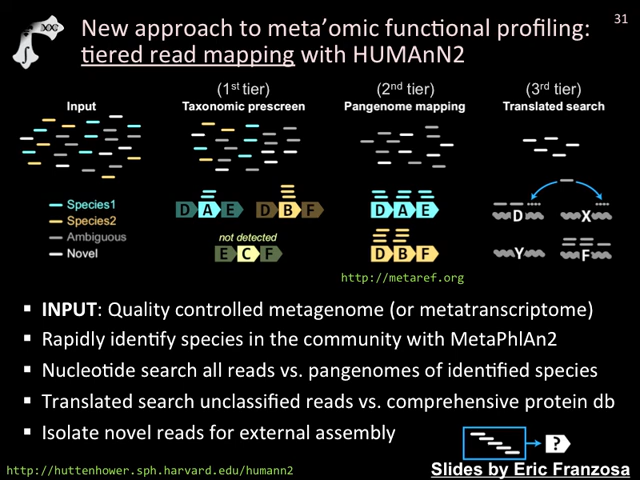 31
New approach to meta'omic functional profiling:
tiered read mapping with HUMAnN2
(1st tier) (2nd tier) (3rd tier)
Input Taxonomic prescreen Pangenome mapping Translated search
Species1
Species2
Ambiguous
Novel
D A E D B F
not detected
E C F
D A E
D B F
http://metaref.org
D X
Y F
▪ INPUT: Quality controlled metagenome (or metatranscriptome)
▪ Rapidly identify species in the community with MetaPhlAn2
▪ Nucleotide search all reads vs. pangenomes of identified species
▪ Translated search unclassified reads vs. comprehensive protein db
▪ Isolate novel reads for external assembly
?
http://huttenhower.sph.harvard.edu/humann2
Slides by Eric Franzosa